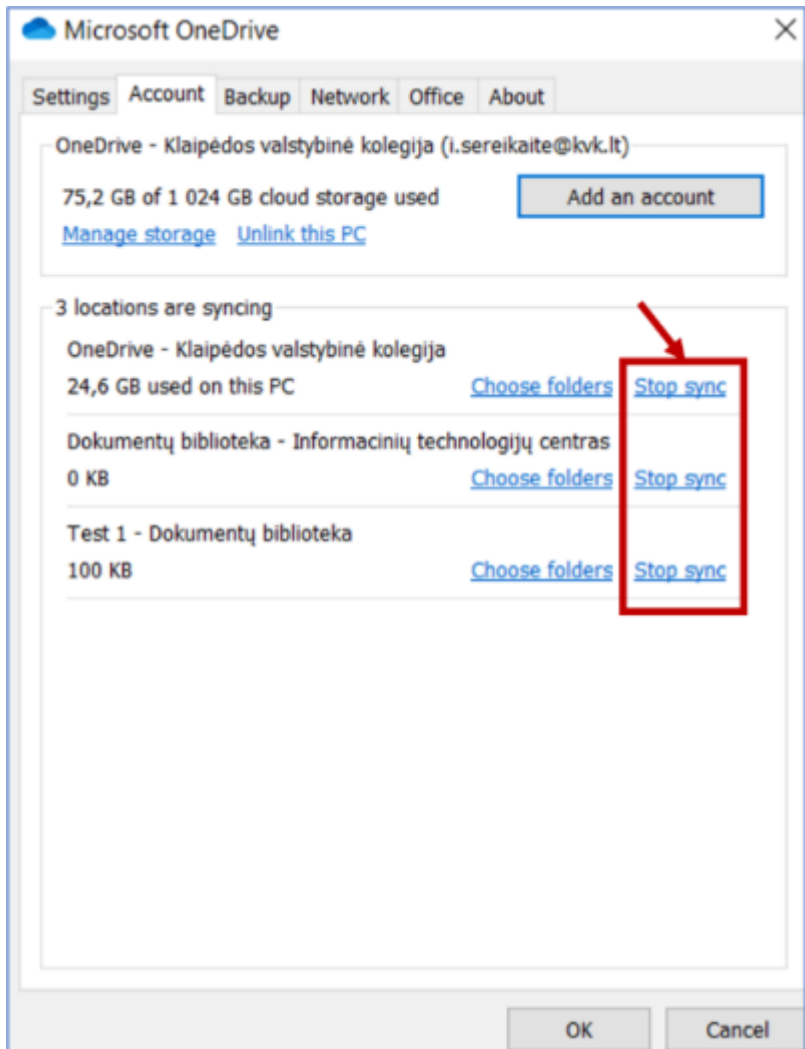 Microsoft OneDrive
Settings Account Backup Network Office About
OneDrive - Klaipėdos valstybinė kolegija (i.sereikaite@kvk.lt)
75,2 GB of 1 024 GB cloud storage used Add an account
Manage storage Unlink this PC
3 locations are syncing
OneDrive - Klaipėdos valstybinė kolegija
24,6 GB used on this PC Choose folders Stop sync
Dokumentų biblioteka - Informacinių technologijų centras
0 KB Choose folders Stop sync
Test 1 - Dokumentų biblioteka
100 KB Choose folders Stop sync
OK Cancel